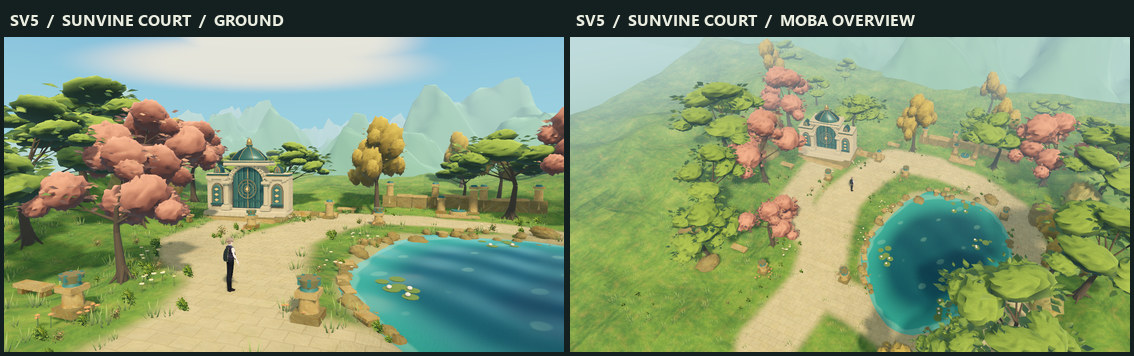 SV5 / SUNVINE COURT / GROUND
SV5 / SUNVINE COURT / MOBA OVERVIEW